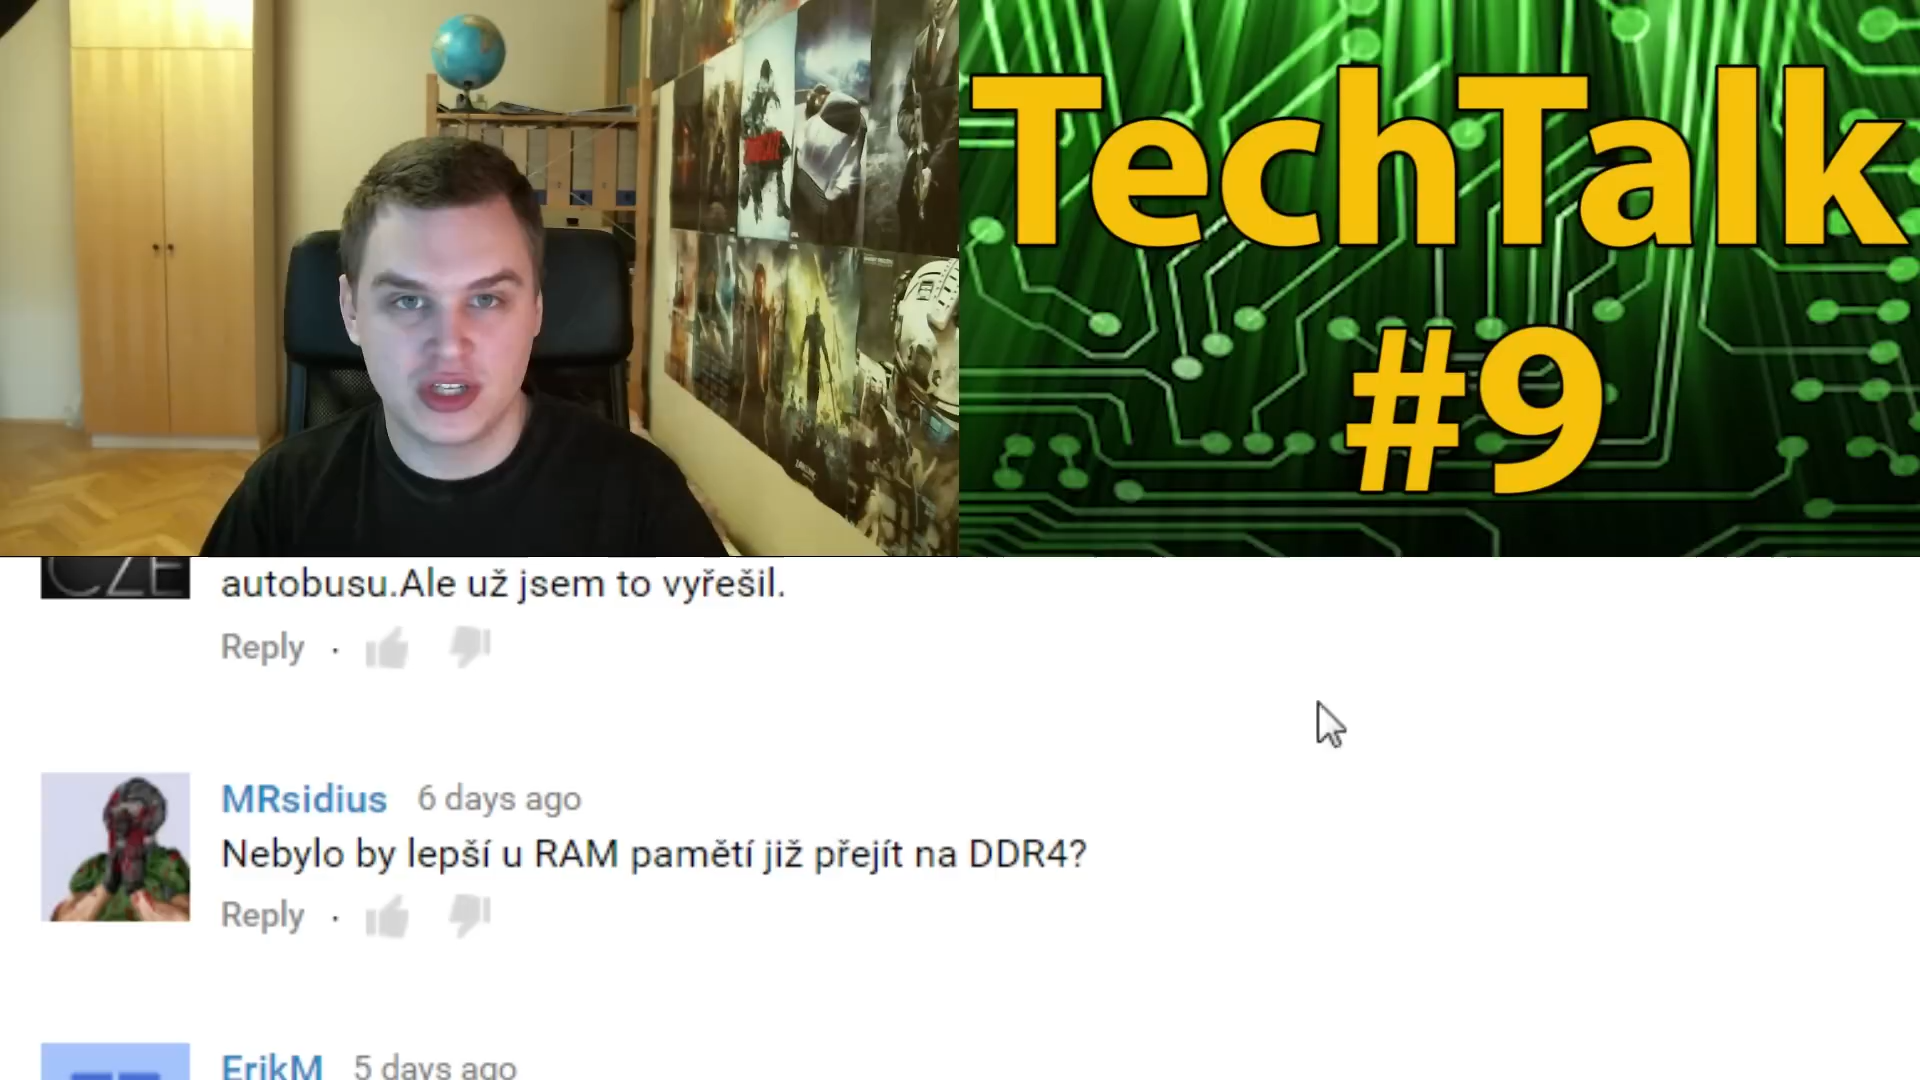 TechTalk
#9
CZE
autobusu.Ale už jsem to vyřešil.
Reply
MRsidius 6 days ago
Nebylo by lepší u RAM pamětí již přejít na DDR4?
Reply
ErikM 5 days ago